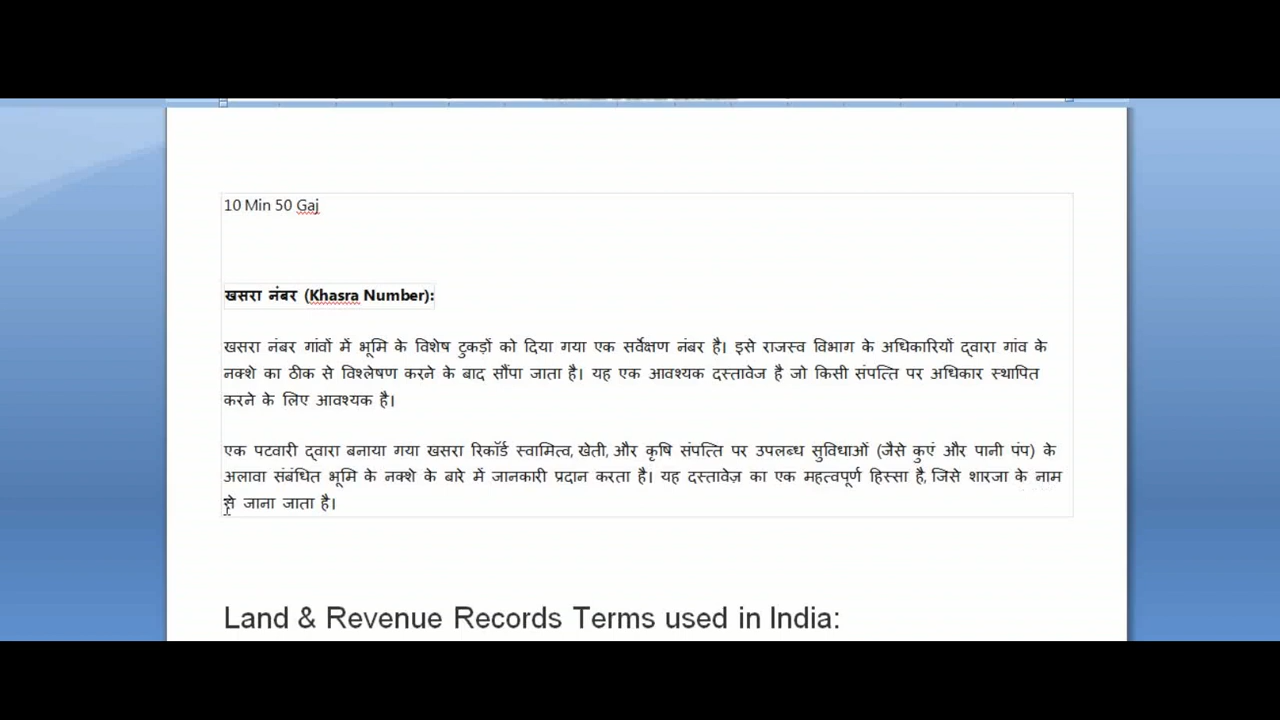 10 Min 50 Gaj
खसरा नंबर (Khasra Number):
खसरा नंबर गांवों में भूमि के विशेष टुकड़ों को दिया गया एक सर्वेक्षण नंबर है। इसे राजस्व विभाग के अधिकारियों द्वारा गांव के
नक्शे का ठीक से विश्लेषण करने के बाद सौंपा जाता है। यह एक आवश्यक दस्तावेज है जो किसी संपत्ति पर अधिकार स्थापित
करने के लिए आवश्यक है।
एक पटवारी द्वारा बनाया गया खसरा रिकॉर्ड स्वामित्व, खेती, और कृषि संपत्ति पर उपलब्ध सुविधाओं (जैसे कुएं और पानी पंप) के
अलावा संबंधित भूमि के नक्शे के बारे में जानकारी प्रदान करता है। यह दस्तावेज़ का एक महत्वपूर्ण हिस्सा है, जिसे शारजा के नाम
से जाना जाता है।
Land & Revenue Records Terms used in India: